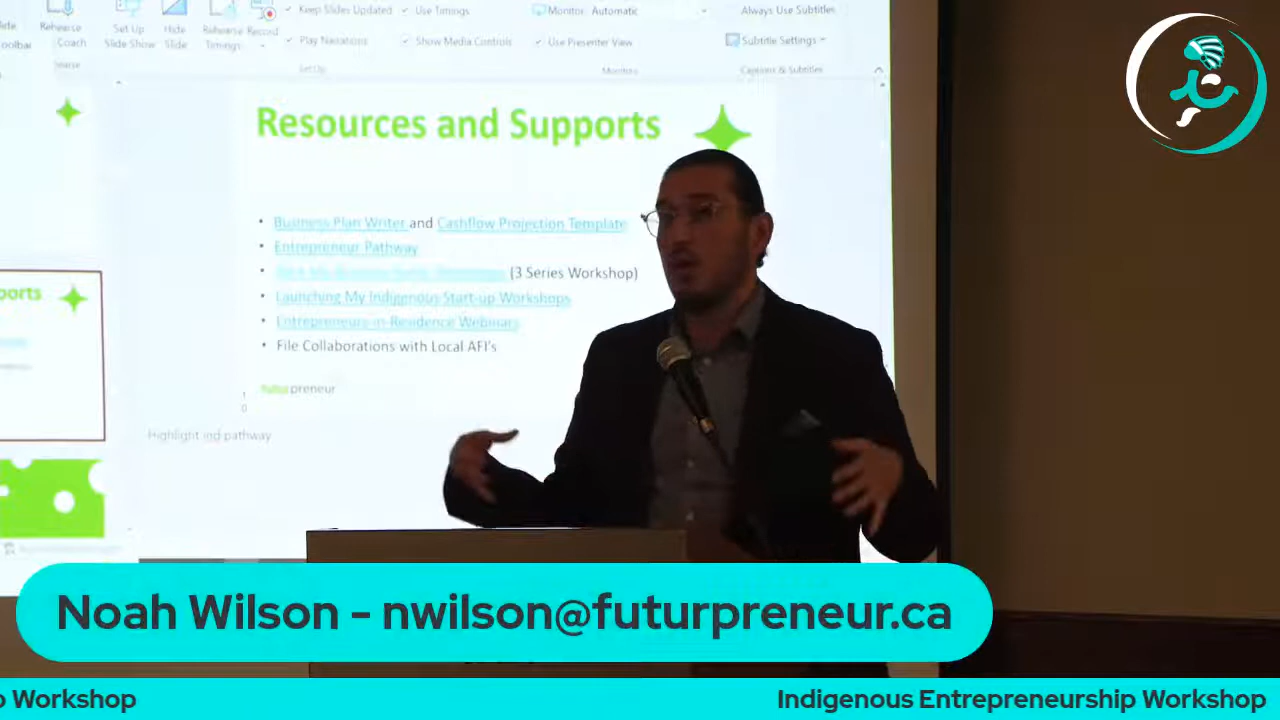 Rehearse
Coach
Set Up
Slide Show
Hide
Slide
Rehearse
Timings
Record
Keep Slides Updated
Use Timings
Play Narrations
Show Media Controls
Set Up
Monitor: Automatic
Use Presenter View
Monitors
Always Use Subtitles
Subtitle Settings
Captions & Subtitles
Resources and Supports
• Business Plan Writer and Cashflow Projection Template
• Entrepreneur Pathway
• (3 Series Workshop)
• Launching My Indigenous Start-up Workshops
• Entrepreneurs-in-Residence Webinars
• File Collaborations with Local AFI's
futurpreneur
1
0
Highlight ind pathway
ports
Noah Wilson - nwilson@futurpreneur.ca
p Workshop
Indigenous Entrepreneurship Workshop